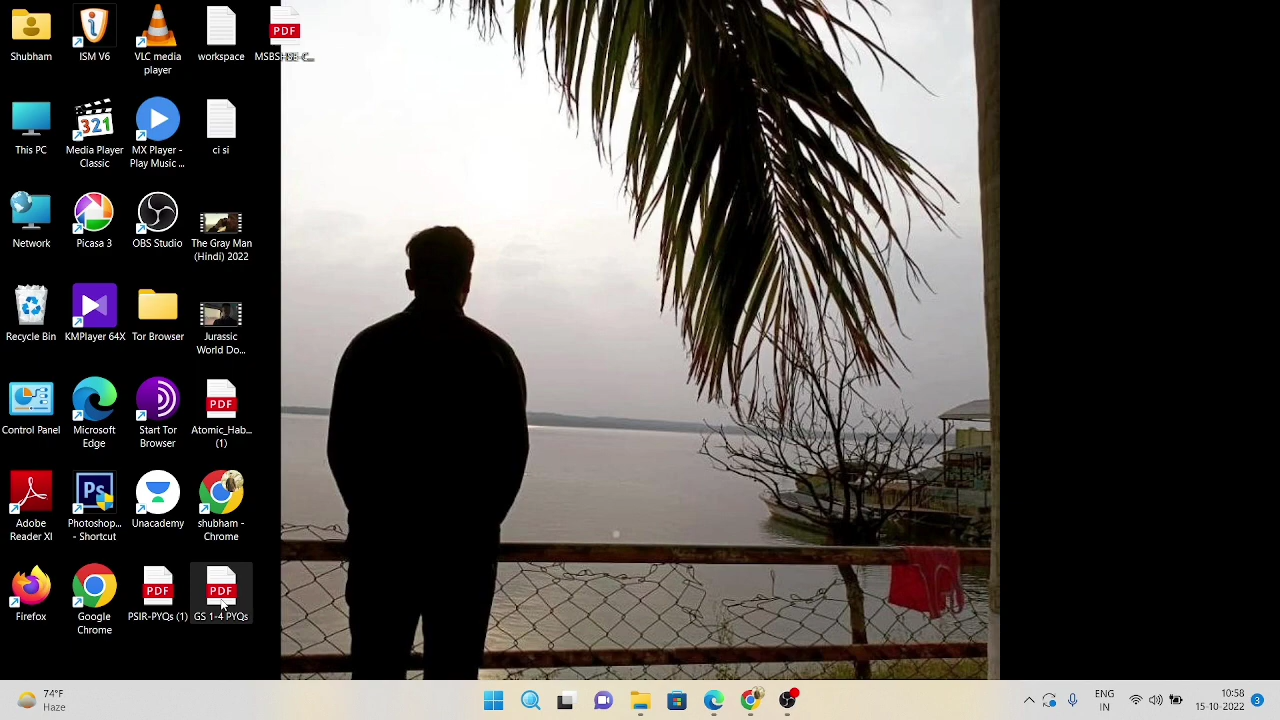 Shubham
ISM V6
VLC media
player
workspace
PDF
MSBS
This PC
321
Media Player
Classic
MX Player -
Play Music ...
ci si
Network
Picasa 3
OBS Studio
The Gray Man
(Hindi) 2022
Recycle Bin
KMPlayer 64X
Tor Browser
Jurassic
World Do...
Control Panel
Microsoft
Edge
Start Tor
Browser
PDF
Atomic_Hab...
(1)
Adobe
Reader XI
Ps
Photoshop...
- Shortcut
Unacademy
shubham -
Chrome
Firefox
Google
Chrome
PDF
PSIR-PYQs (1)
PDF
GS 1-4 PYQs
74°F
Haze
ENG
IN
10:58
15-10-2022
3